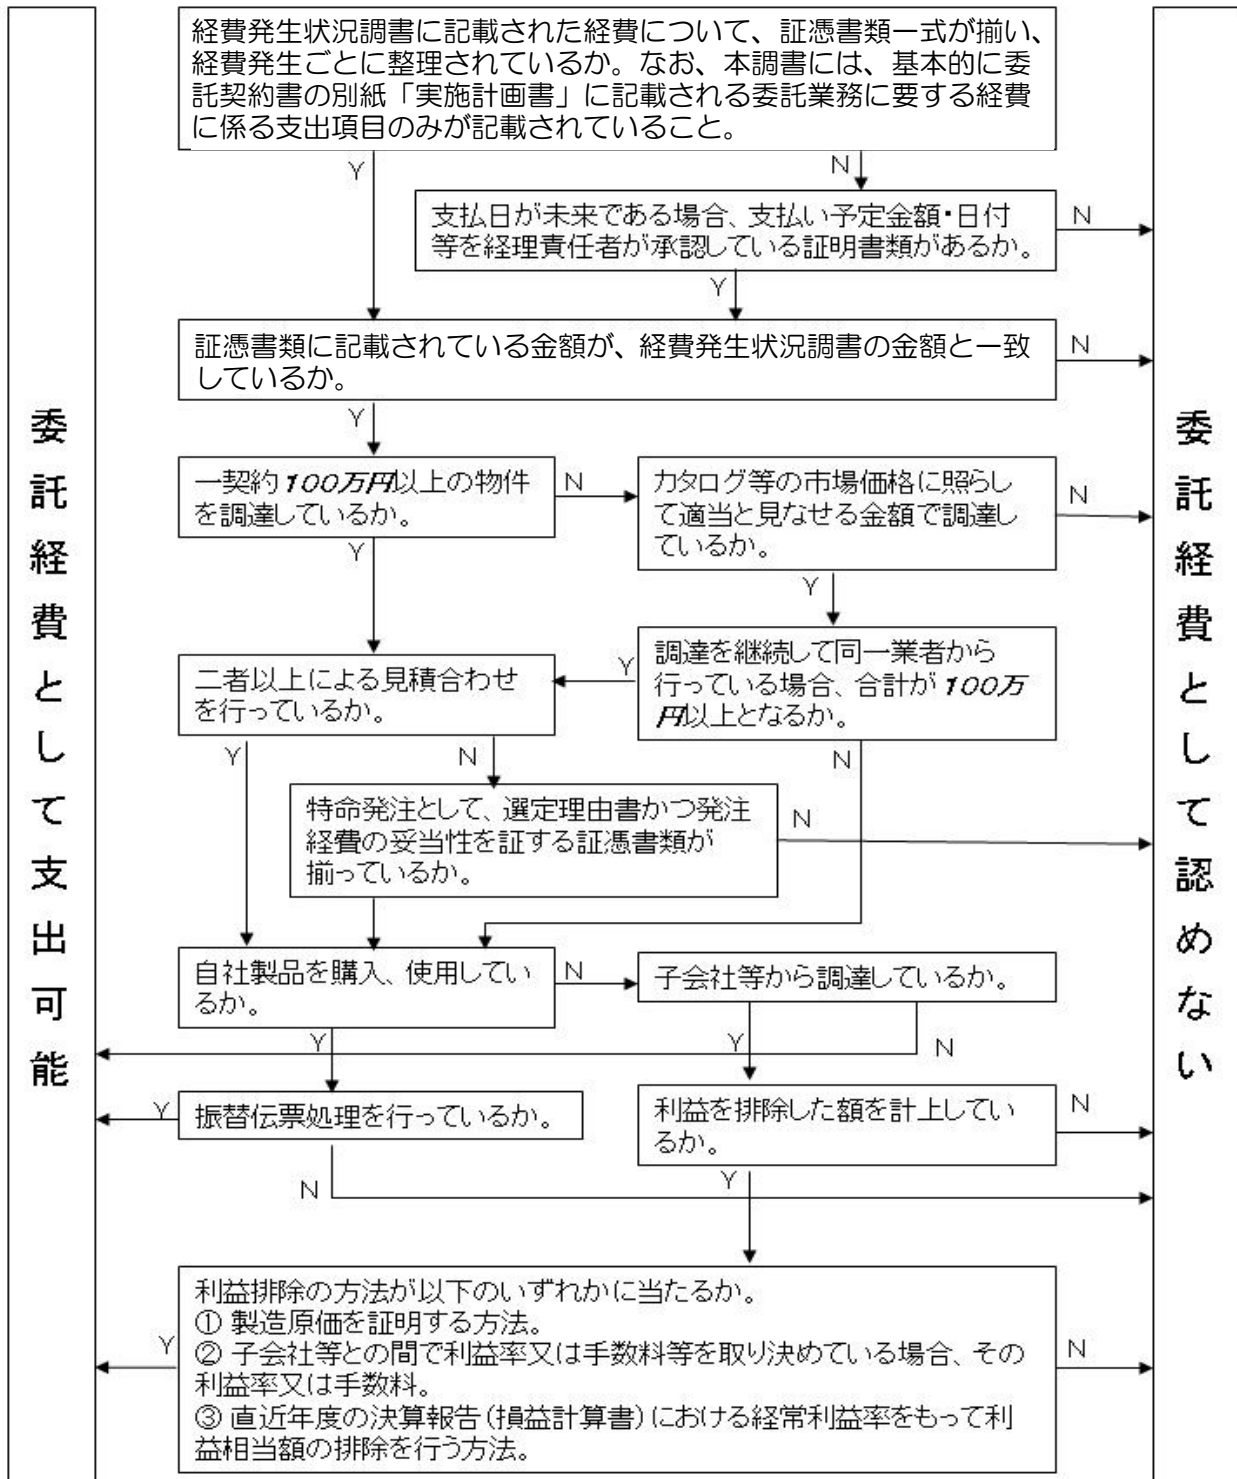 経費発生状況調書に記載された経費について、証憑書類一式が揃い、
経費発生ごとに整理されているか。なお、本調書には、基本的に委
託契約書の別紙「実施計画書」に記載される委託業務に要する経費
に係る支出項目のみが記載されていること。
Y
N
支払日が未来である場合、支払い予定金額・日付
等を経理責任者が承認している証明書類があるか。
N
Y
証憑書類に記載されている金額が、経費発生状況調書の金額と一致
しているか。
N
Y
一契約100万円以上の物件
を調達しているか。
N
カタログ等の市場価格に照らし
て適当と見なせる金額で調達し
ているか。
N
Y
Y
二者以上による見積合わせ
を行っているか。
Y
調達を継続して同一業者から
行っている場合、合計が100万
円以上となるか。
Y
N
N
特命発注として、選定理由書かつ発注
経費の妥当性を証する証憑書類が
揃っているか。
N
自社製品を購入、使用してい
るか。
N
子会社等から調達しているか。
Y
Y
N
振替伝票処理を行っているか。
Y
利益を排除した額を計上してい
るか。
N
N
Y
利益排除の方法が以下のいずれかに当たるか。
① 製造原価を証明する方法。
② 子会社等との間で利益率又は手数料等を取り決めている場合、その
利益率又は手数料。
③ 直近年度の決算報告(損益計算書)における経常利益率をもって利
益相当額の排除を行う方法。
Y
N
委託経費として支出可能
委託経費として認めない